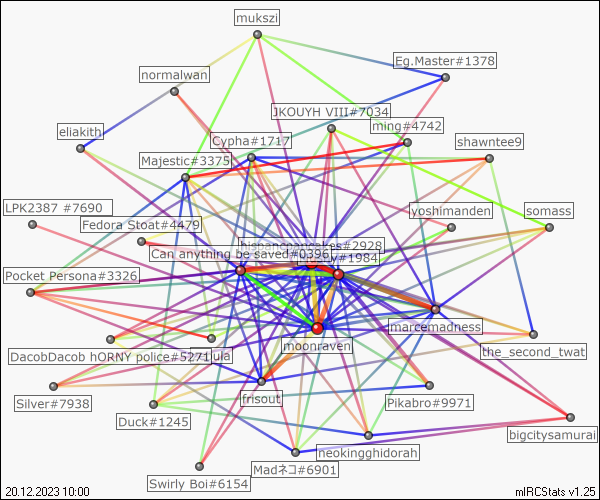 mukszi
Eg.Master#1378
normalwan
JKOUYH VIII#7034
ming#4742
eliakith
Cypha#1717
shawntee9
Majestic#3375
LPK2387 #7690
yoshimanden
somass
Fedora Stoat#4479
hispanicpancakes#2928
Can anything be saved#0396
y#1984
Pocket Persona#3326
marcemadness
moonraven
DacobDacob hORNY police#5271
ula
the_second_twat
Silver#7938
frisout
Pikabro#9971
Duck#1245
bigcitysamurai
neokingghidorah
Madネコ#6901
Swirly Boi#6154
20.12.2023 10:00
mIRCStats v1.25